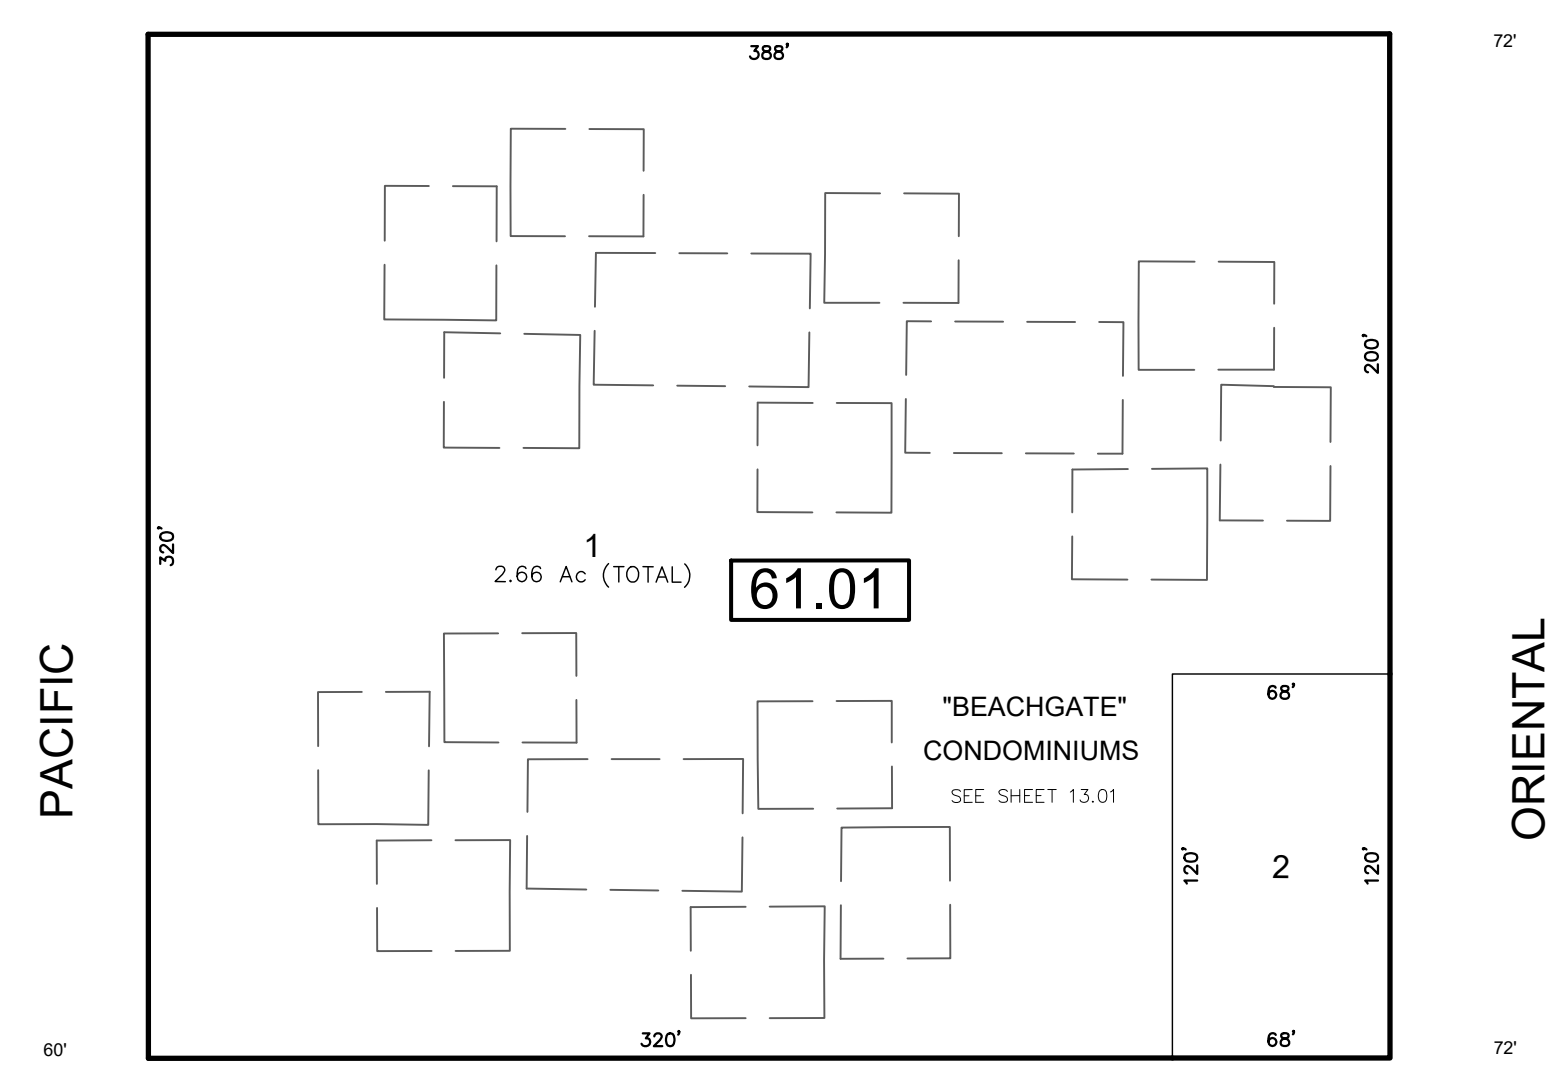 388'
72'
200'
320'
1
2.66 Ac (TOTAL)
61.01
PACIFIC
ORIENTAL
"BEACHGATE"
CONDOMINIUMS
SEE SHEET 13.01
68'
120'
2
120'
320'
68'
60'
72'